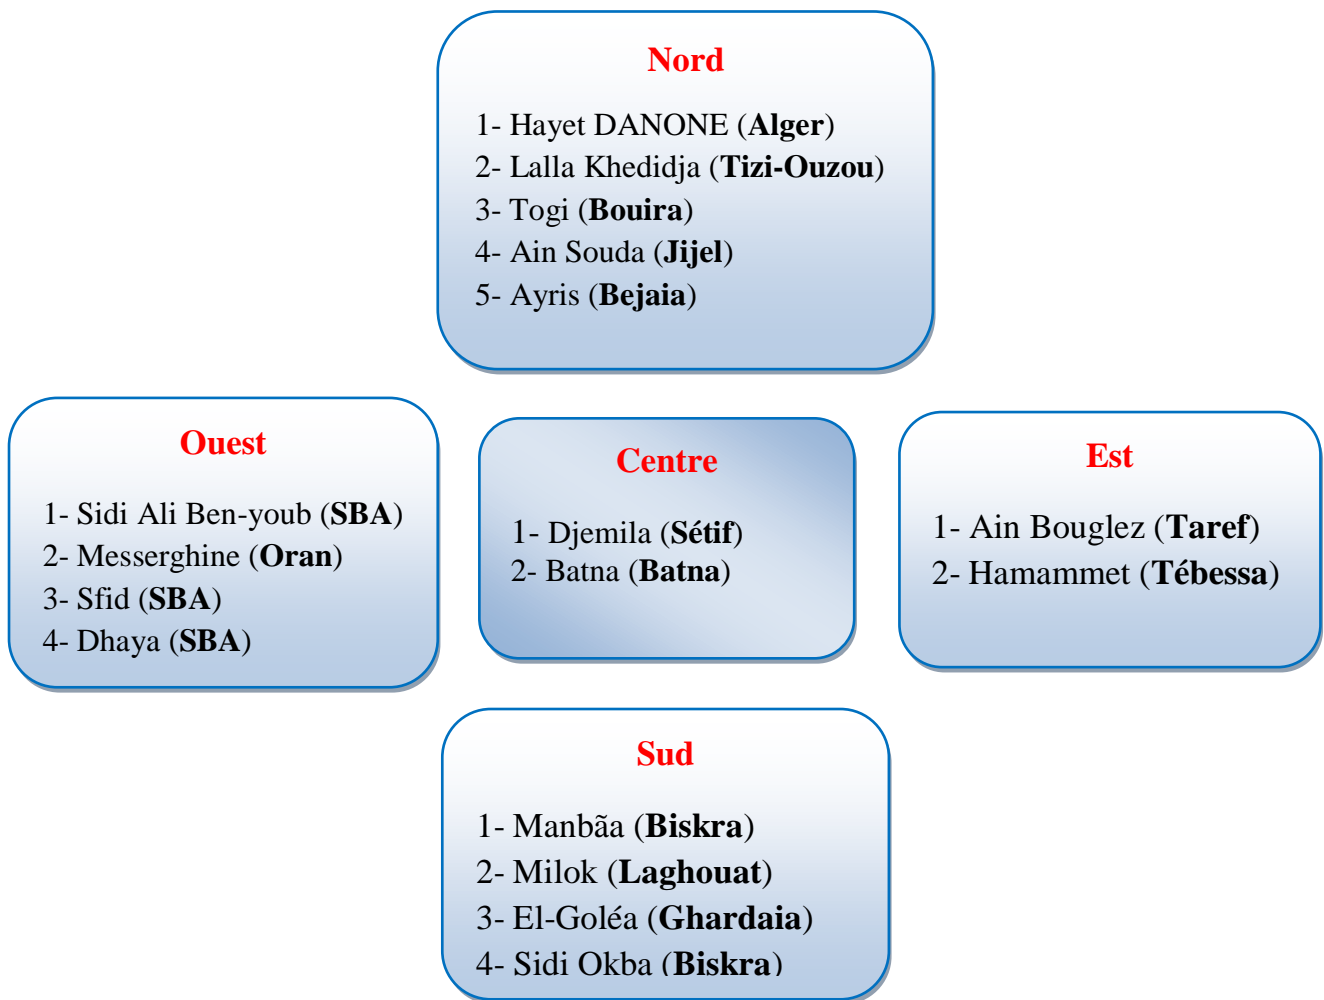 Nord
1- Hayet DANONE (Alger)
2- Lalla Khedidja (Tizi-Ouzou)
3- Togi (Bouira)
4- Ain Souda (Jijel)
5- Ayris (Bejaia)
Ouest
1- Sidi Ali Ben-youb (SBA)
2- Messerghine (Oran)
3- Sfid (SBA)
4- Dhaya (SBA)
Centre
1- Djemila (Sétif)
2- Batna (Batna)
Est
1- Ain Bouglez (Taref)
2- Hamammet (Tébessa)
Sud
1- Manbãa (Biskra)
2- Milok (Laghouat)
3- El-Goléa (Ghardaia)
4- Sidi Okba (Biskra)